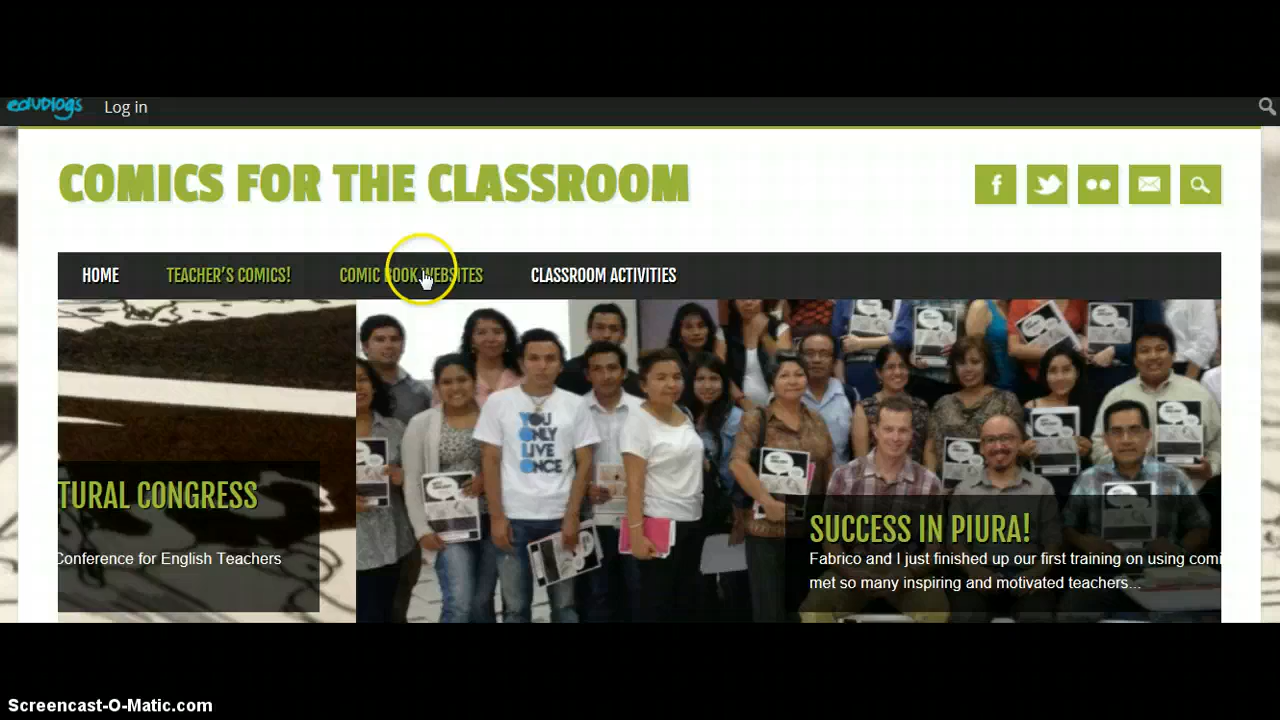 edublogs
Log in
COMICS FOR THE CLASSROOM
HOME
TEACHER'S COMICS!
COMIC BOOK WEBSITES
CLASSROOM ACTIVITIES
YOU
ONLY
LIVE
ONCE
TURAL CONGRESS
Conference for English Teachers
SUCCESS IN PIURA!
Fabrico and I just finished up our first training on using comi
met so many inspiring and motivated teachers...
Screencast-O-Matic.com